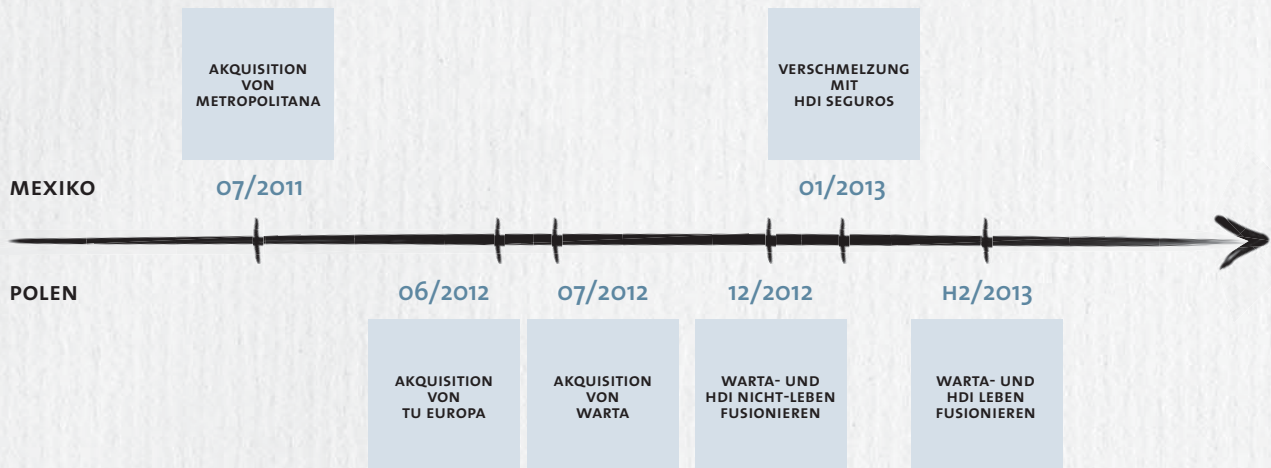 AKQUISITION
VON
METROPOLITANA
VERSCHMELZUNG
MIT
HDI SEGUROS
MEXIKO
07/2011
01/2013
POLEN
06/2012
07/2012
12/2012
H2/2013
AKQUISITION
VON
TU EUROPA
AKQUISITION
VON
WARTA
WARTA- UND
HDI NICHT-LEBEN
FUSIONIEREN
WARTA- UND
HDI LEBEN
FUSIONIEREN